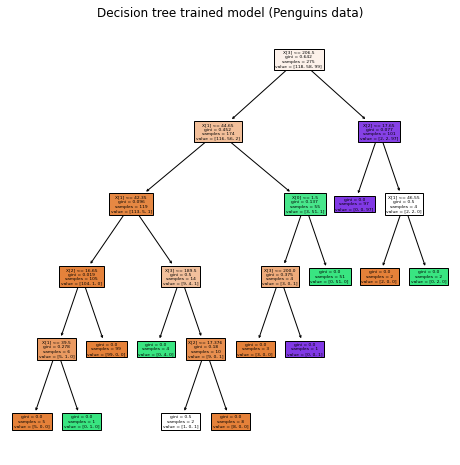 Decision tree trained model (Penguins data)
X[3] <= 206.5
gini = 0.642
samples = 275
value = [118, 58, 99]
X[1] <= 44.65
gini = 0.452
samples = 174
value = [116, 56, 2]
X[2] <= 17.65
gini = 0.077
samples = 101
value = [2, 2, 97]
X[1] <= 42.35
gini = 0.096
samples = 119
value = [113, 5, 1]
X[0] <= 1.5
gini = 0.137
samples = 55
value = [3, 51, 1]
gini = 0.0
samples = 97
value = [0, 0, 97]
X[1] <= 46.55
gini = 0.5
samples = 4
value = [2, 2, 0]
X[2] <= 16.65
gini = 0.019
samples = 105
value = [104, 1, 0]
X[3] <= 189.5
gini = 0.5
samples = 14
value = [9, 4, 1]
X[3] <= 200.0
gini = 0.375
samples = 4
value = [3, 0, 1]
gini = 0.0
samples = 51
value = [0, 51, 0]
gini = 0.0
samples = 2
value = [2, 0, 0]
gini = 0.0
samples = 2
value = [0, 2, 0]
X[1] <= 39.5
gini = 0.278
samples = 6
value = [5, 1, 0]
gini = 0.0
samples = 99
value = [99, 0, 0]
gini = 0.0
samples = 4
value = [0, 4, 0]
X[2] <= 17.375
gini = 0.18
samples = 10
value = [9, 0, 1]
gini = 0.0
samples = 3
value = [3, 0, 0]
gini = 0.0
samples = 1
value = [0, 0, 1]
gini = 0.0
samples = 5
value = [5, 0, 0]
gini = 0.0
samples = 1
value = [0, 1, 0]
gini = 0.5
samples = 2
value = [1, 0, 1]
gini = 0.0
samples = 8
value = [8, 0, 0]